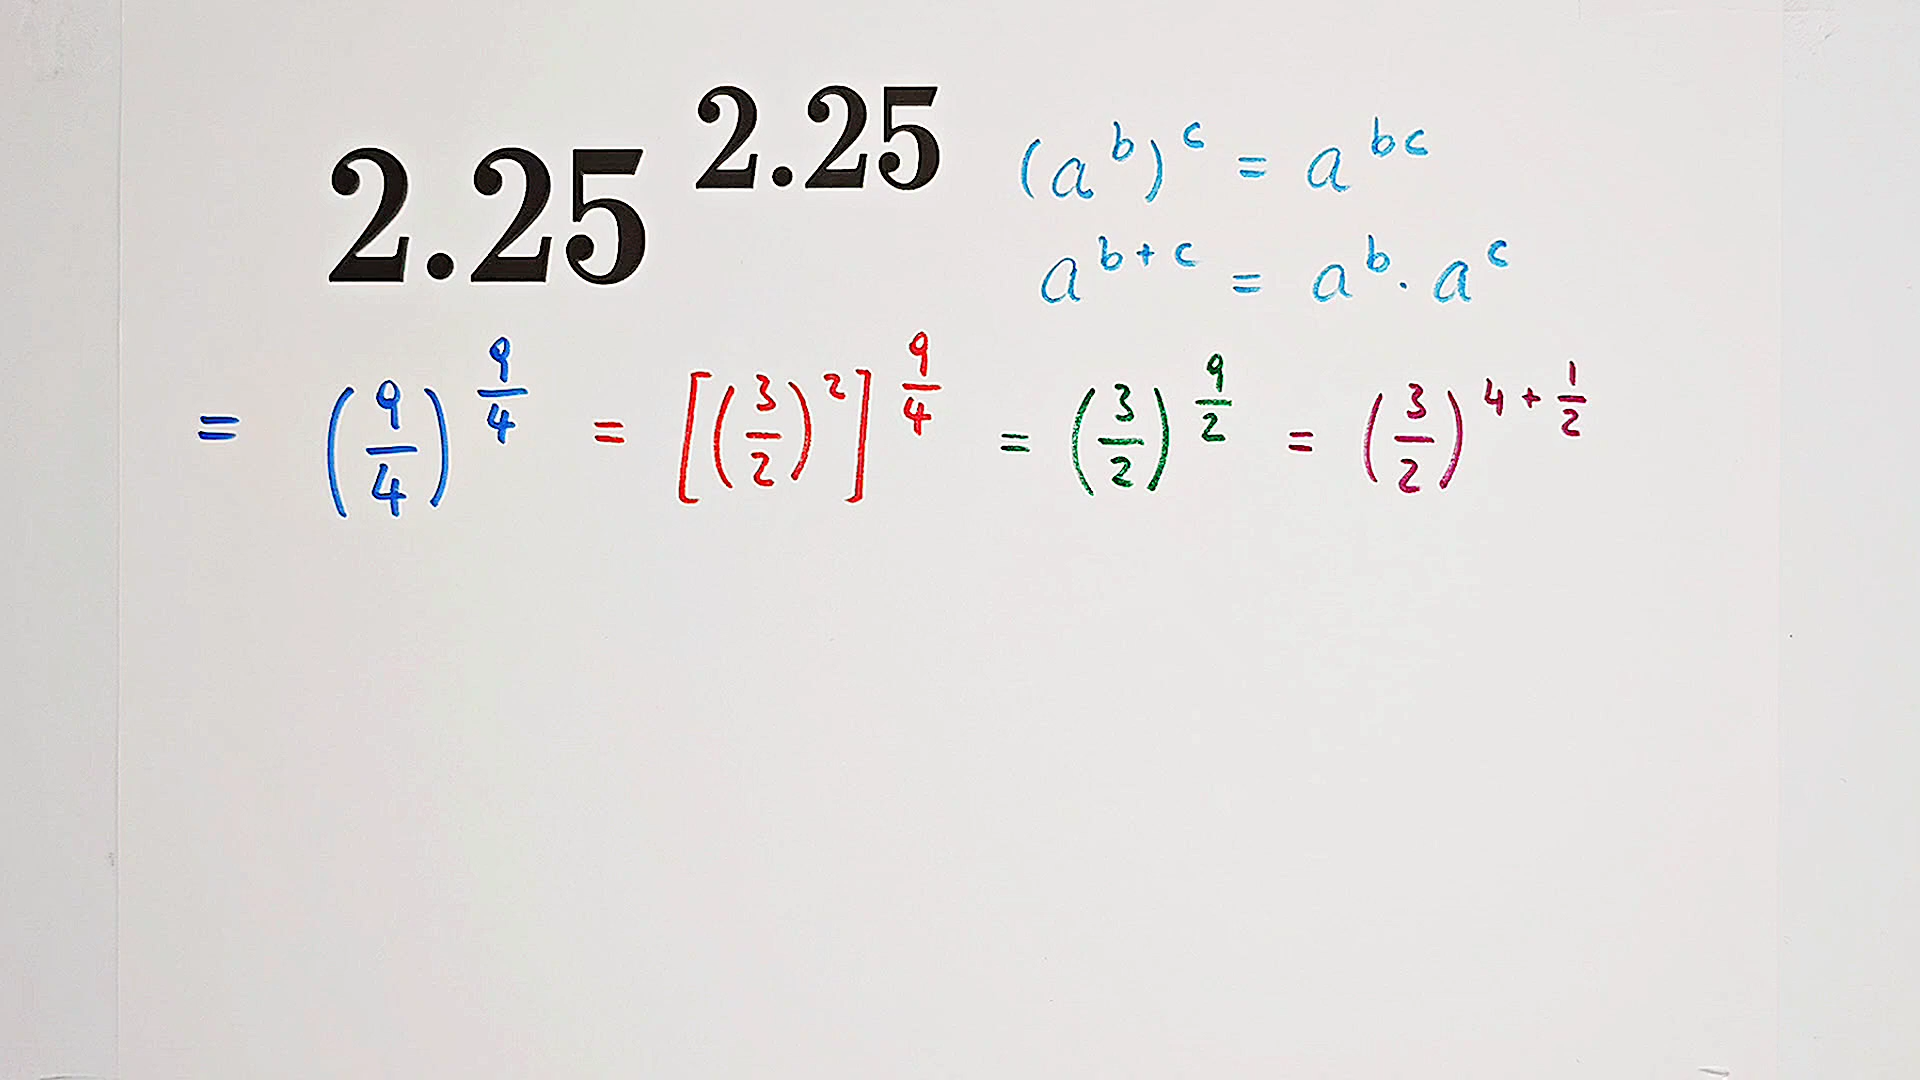 2.25^2.25 (a^b)^c = a^bc
a^b+c = a^b · a^c
= (9/4)^9/4 = [(3/2)^2]^9/4 = (3/2)^9/2 = (3/2)^4+1/2